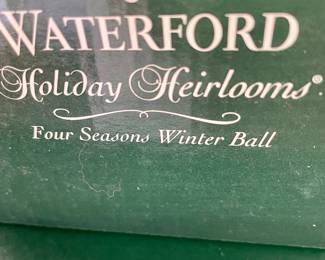 WATERFORD
Holiday Heirlooms®.
Four Seasons Winter Ball